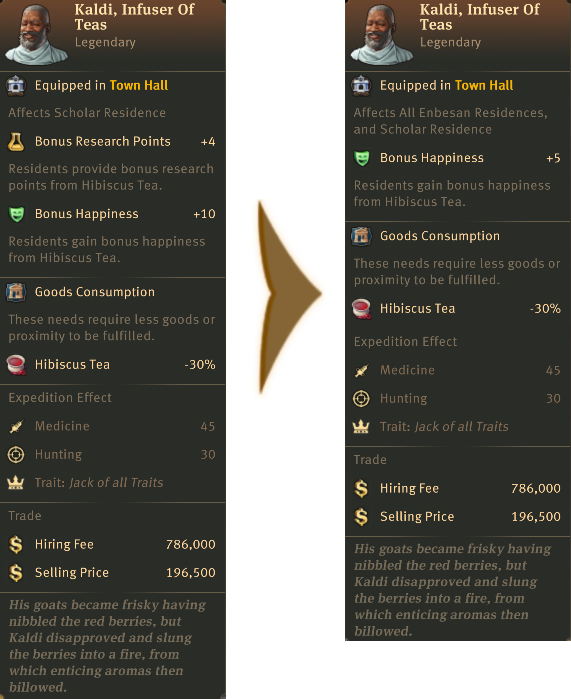 Kaldi, Infuser Of
Teas
Legendary
Equipped in Town Hall
Affects Scholar Residence
Bonus Research Points +4
Residents provide bonus research
points from Hibiscus Tea.
Bonus Happiness +10
Residents gain bonus happiness
from Hibiscus Tea.
Goods Consumption
These needs require less goods or
proximity to be fulfilled.
Hibiscus Tea -30%
Expedition Effect
Medicine 45
Hunting 30
Trait: Jack of all Traits
Trade
Hiring Fee 786,000
Selling Price 196,500
His goats became frisky having
nibbled the red berries, but
Kaldi disapproved and slung
the berries into a fire, from
which enticing aromas then
billowed.
Kaldi, Infuser Of
Teas
Legendary
Equipped in Town Hall
Affects All Enbesan Residences,
and Scholar Residence
Bonus Happiness +5
Residents gain bonus happiness
from Hibiscus Tea.
Goods Consumption
These needs require less goods or
proximity to be fulfilled.
Hibiscus Tea -30%
Expedition Effect
Medicine 45
Hunting 30
Trait: Jack of all Traits
Trade
Hiring Fee 786,000
Selling Price 196,500
His goats became frisky having
nibbled the red berries, but
Kaldi disapproved and slung
the berries into a fire, from
which enticing aromas then
billowed.